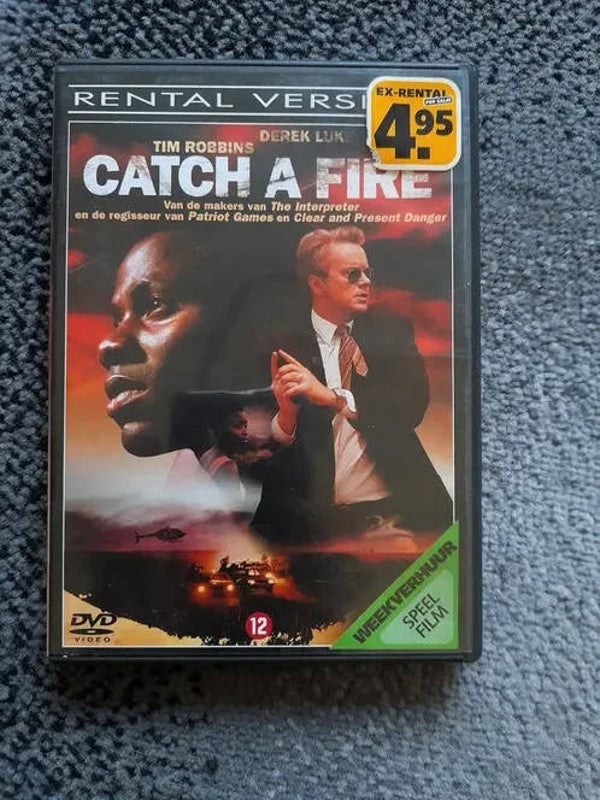 RENTAL VERSI
EX-RENTAL
FOR SALE!
4.95
DEREK LUK
TIM ROBBINS
CATCH A FIRE
Van de makers van The Interpreter
en de regisseur van Patriot Games en Clear and Present Danger
WEEKVERHUUR
SPEEL
FILM
DVD
VIDEO
12